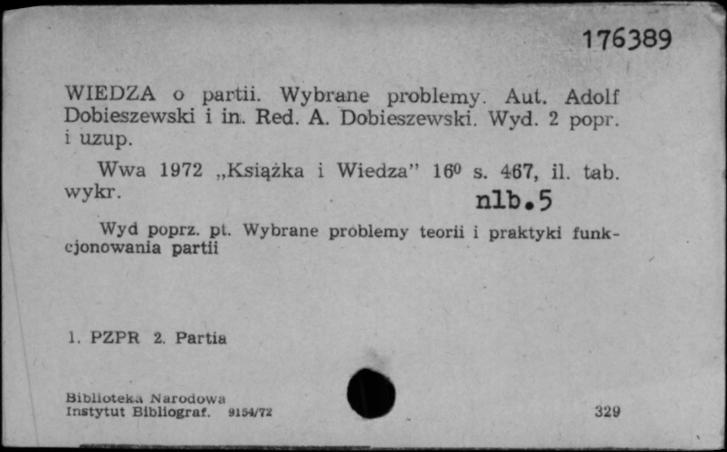 176389
WIEDZA o partii. Wybrane problemy. Aut. Adolf
Dobieszewski i in. Red. A. Dobieszewski. Wyd. 2 popr.
i uzup.
Wwa 1972 „Książka i Wiedza” 16⁰ s. 467, il. tab.
wykr.
nlb.5
Wyd poprz. pt. Wybrane problemy teorii i praktyki funk-
cjonowania partii
1. PZPR 2. Partia
Biblioteka Narodowa
Instytut Bibliograf. 9154/72
329